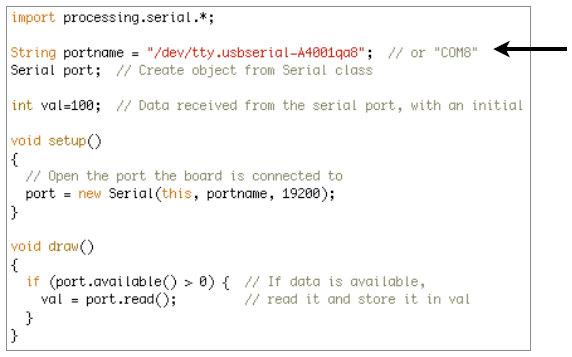 import processing.serial.*;
String portname = "/dev/tty.usbserial-A4001qa8";  // or "COM8"
Serial port;  // Create object from Serial class
int val=100;  // Data received from the serial port, with an initial
void setup()
{
  // Open the port the board is connected to
  port = new Serial(this, portname, 19200);
}
void draw()
{
  if (port.available() > 0) {  // If data is available,
    val = port.read();         // read it and store it in val
  }
}